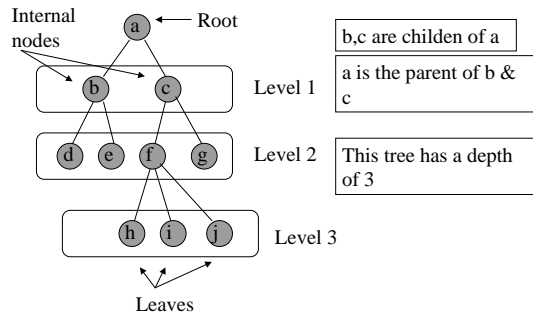 Internal
nodes
a
Root
b,c are childen of a
b
c
Level 1
a is the parent of b &
c
d
e
f
g
Level 2
This tree has a depth
of 3
h
i
j
Level 3
Leaves